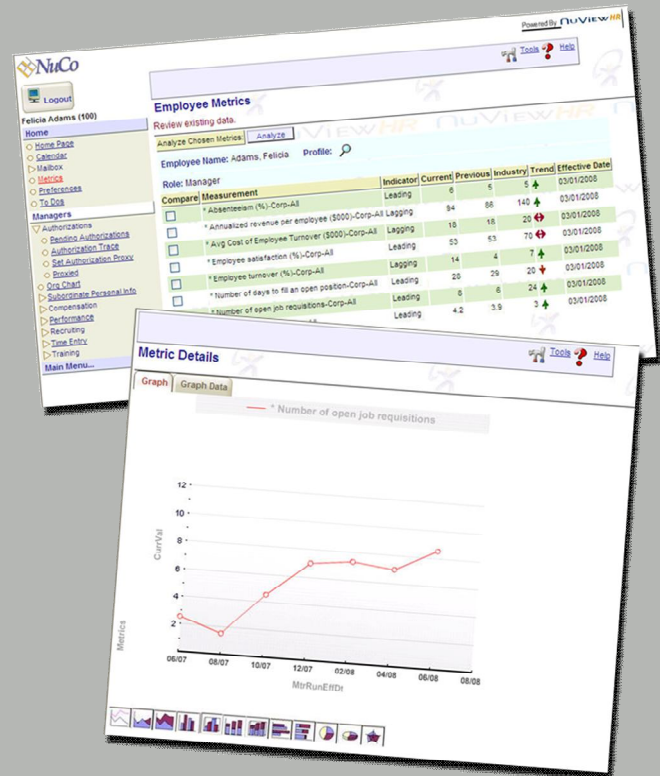 Powered By NUVIEWHR
NuCo
Tools Help
Logout
Felicia Adams (100)
Home
Home Page
Calendar
Mailbox
Metrics
Preferences
To Dos
Managers
Authorizations
Pending Authorizations
Authorization Trace
Set Authorization Proxy
Proxied
Org Chart
Subordinate Personal Info
Compensation
Performance
Recruiting
Time Entry
Training
Main Menu...
Employee Metrics
Review existing data.
Analyze Chosen Metrics: Analyze
Employee Name: Adams, Felicia Profile:
Role: Manager
Compare Measurement Indicator Current Previous Industry Trend Effective Date
* Absenteeism (%)-Corp-All Leading 6 5 5 03/01/2008
* Annualized revenue per employee ($000)-Corp-All Lagging 94 86 140 03/01/2008
* Avg Cost of Employee Turnover ($000)-Corp-All Lagging 18 18 20 03/01/2008
* Employee satisfaction (%)-Corp-All Leading 53 53 70 03/01/2008
* Employee turnover (%)-Corp-All Lagging 14 4 7 03/01/2008
* Number of days to fill an open position-Corp-All Leading 28 29 20 03/01/2008
* Number of open job requisitions-Corp-All Leading 6 6 24 03/01/2008
Leading 4.2 3.9 3 03/01/2008
Tools Help
Metric Details
Graph Graph Data
* Number of open job requisitions
12
10
8
6
4
2
CurrVal
Metrics
06/07 08/07 10/07 12/07 02/08 04/08 06/08 08/08
MtrRunEffDt